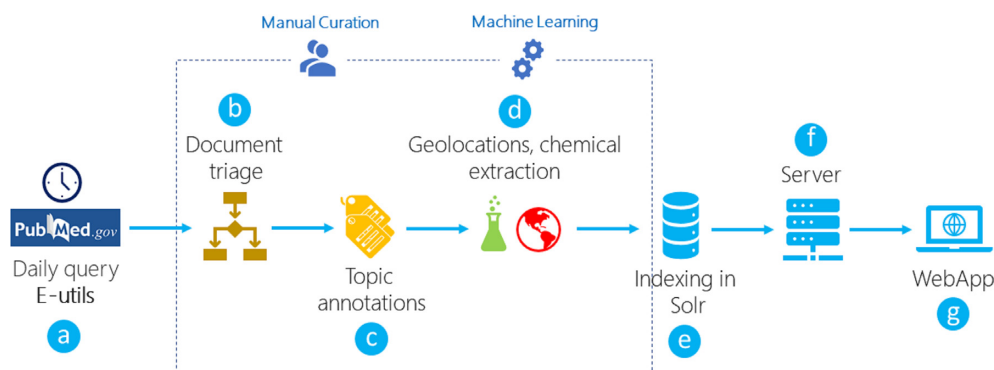 Manual Curation
Machine Learning
b
d
Document
triage
Geolocations, chemical
extraction
f
Server
PubMed.gov
Daily query
E-utils
a
Topic
annotations
c
Indexing in
Solr
e
WebApp
g